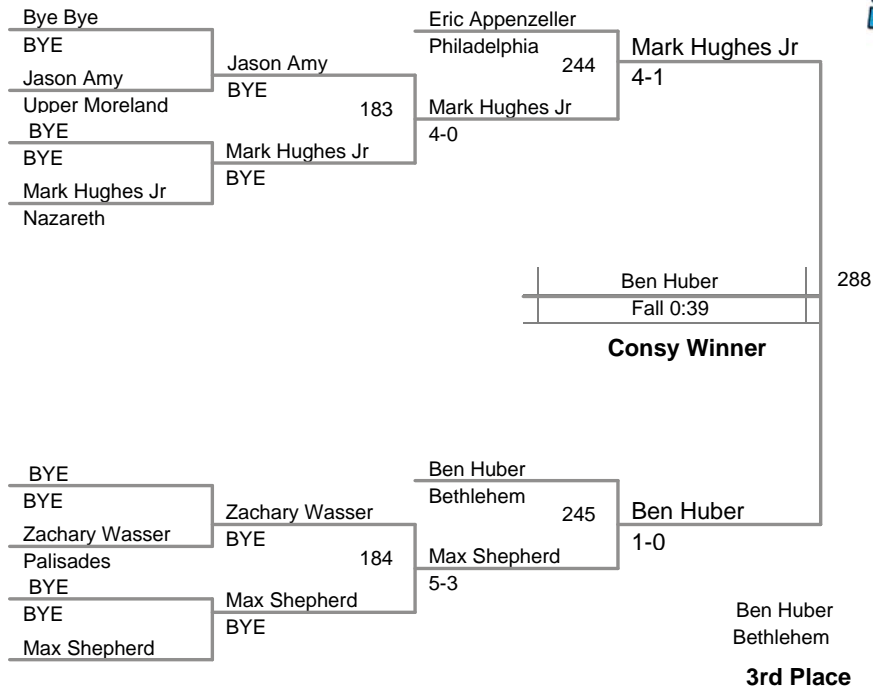 Bye Bye
BYE
Jason Amy
Upper Moreland
BYE
BYE
Mark Hughes Jr
Nazareth
Jason Amy
BYE
183
Mark Hughes Jr
BYE
Eric Appenzeller
Philadelphia
244
Mark Hughes Jr
4-0
Mark Hughes Jr
4-1
Ben Huber
288
Fall 0:39
Consy Winner
BYE
BYE
Zachary Wasser
Palisades
BYE
BYE
Max Shepherd
Zachary Wasser
BYE
184
Max Shepherd
BYE
Ben Huber
Bethlehem
245
Max Shepherd
5-3
Ben Huber
1-0
Ben Huber
Bethlehem
3rd Place